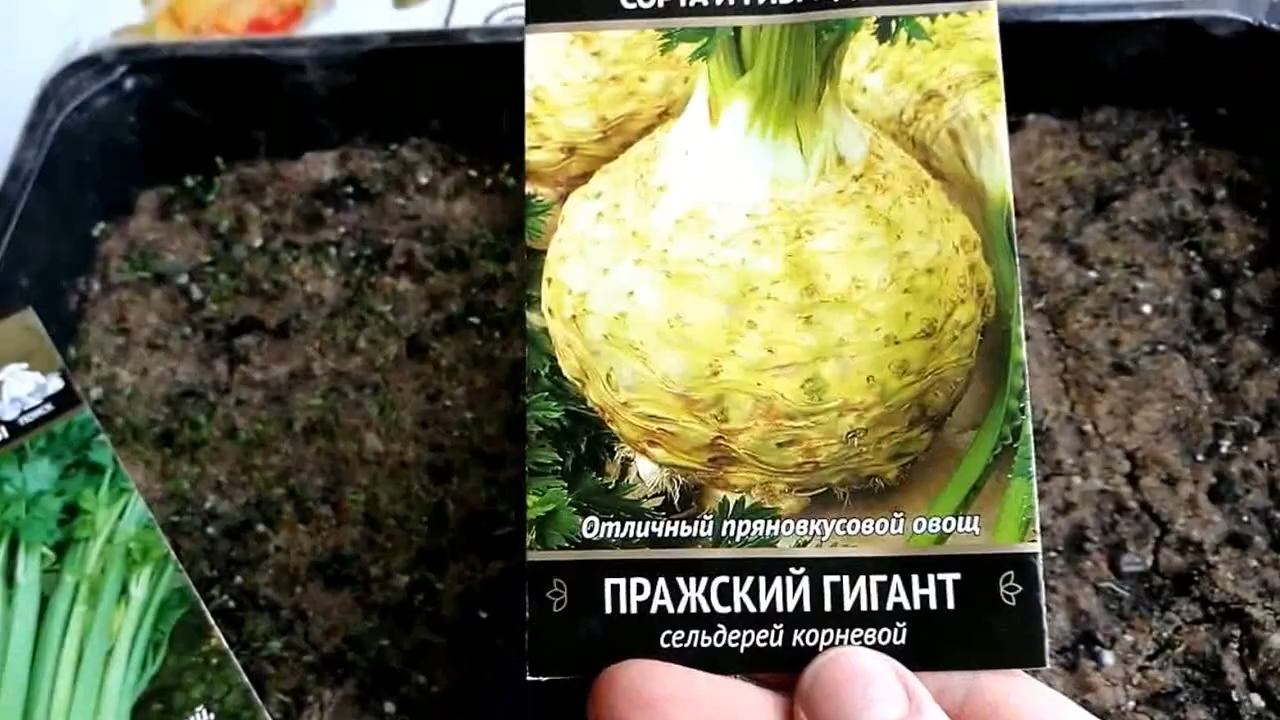 Отличный пряновкусовой овощ
ПРАЖСКИЙ ГИГАНТ
сельдерей корневой